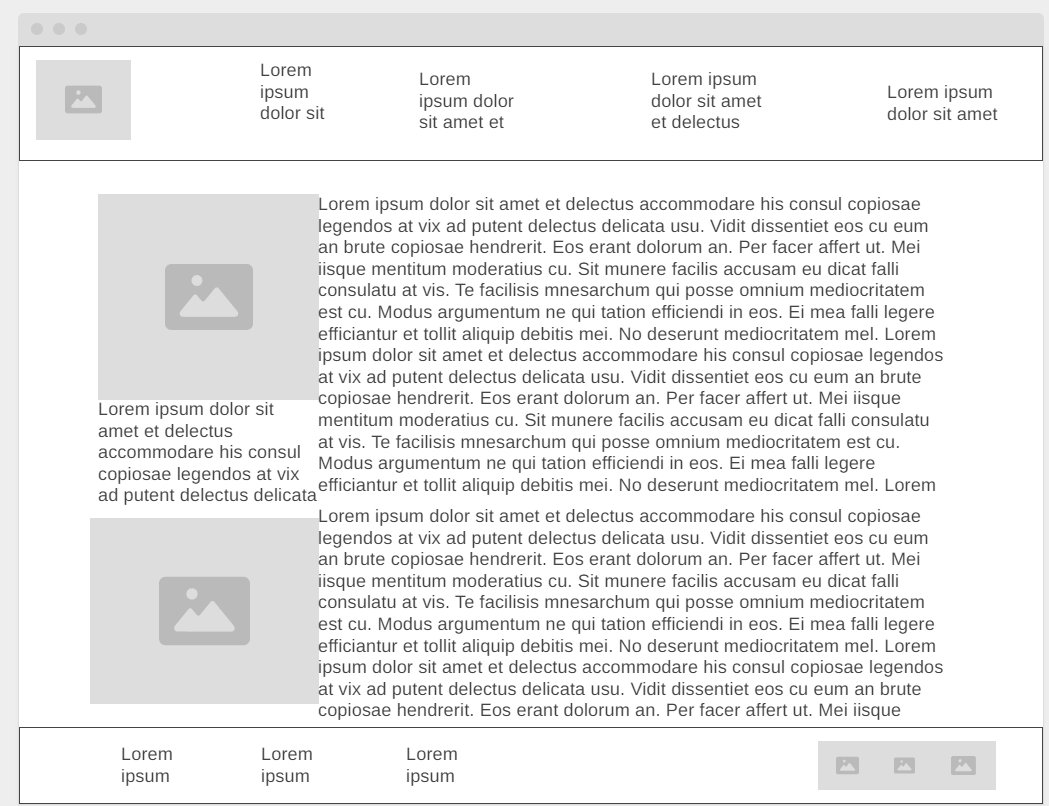 Lorem
ipsum
dolor sit
Lorem
ipsum dolor
sit amet et
Lorem ipsum
dolor sit amet
et delectus
Lorem ipsum
dolor sit amet
Lorem ipsum dolor sit amet et delectus accommodare his consul copiosae
legendos at vix ad putent delectus delicata usu. Vidit dissentiet eos cu eum
an brute copiosae hendrerit. Eos erant dolorum an. Per facer affert ut. Mei
iisque mentitum moderatius cu. Sit munere facilis accusam eu dicat falli
consulatu at vis. Te facilisis mnesarchum qui posse omnium mediocritatem
est cu. Modus argumentum ne qui tation efficiendi in eos. Ei mea falli legere
efficiantur et tollit aliquip debitis mei. No deserunt mediocritatem mel. Lorem
ipsum dolor sit amet et delectus accommodare his consul copiosae legendos
at vix ad putent delectus delicata usu. Vidit dissentiet eos cu eum an brute
copiosae hendrerit. Eos erant dolorum an. Per facer affert ut. Mei iisque
mentitum moderatius cu. Sit munere facilis accusam eu dicat falli consulatu
at vis. Te facilisis mnesarchum qui posse omnium mediocritatem est cu.
Modus argumentum ne qui tation efficiendi in eos. Ei mea falli legere
efficiantur et tollit aliquip debitis mei. No deserunt mediocritatem mel. Lorem
Lorem ipsum dolor sit
amet et delectus
accommodare his consul
copiosae legendos at vix
ad putent delectus delicata
Lorem ipsum dolor sit amet et delectus accommodare his consul copiosae
legendos at vix ad putent delectus delicata usu. Vidit dissentiet eos cu eum
an brute copiosae hendrerit. Eos erant dolorum an. Per facer affert ut. Mei
iisque mentitum moderatius cu. Sit munere facilis accusam eu dicat falli
consulatu at vis. Te facilisis mnesarchum qui posse omnium mediocritatem
est cu. Modus argumentum ne qui tation efficiendi in eos. Ei mea falli legere
efficiantur et tollit aliquip debitis mei. No deserunt mediocritatem mel. Lorem
ipsum dolor sit amet et delectus accommodare his consul copiosae legendos
at vix ad putent delectus delicata usu. Vidit dissentiet eos cu eum an brute
copiosae hendrerit. Eos erant dolorum an. Per facer affert ut. Mei iisque
Lorem
ipsum
Lorem
ipsum
Lorem
ipsum